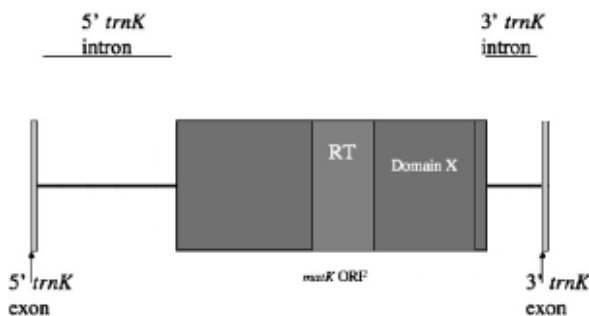 5' trnK
intron
3' trnK
intron
RT
Domain X
matK ORF
5' trnK
exon
3' trnK
exon